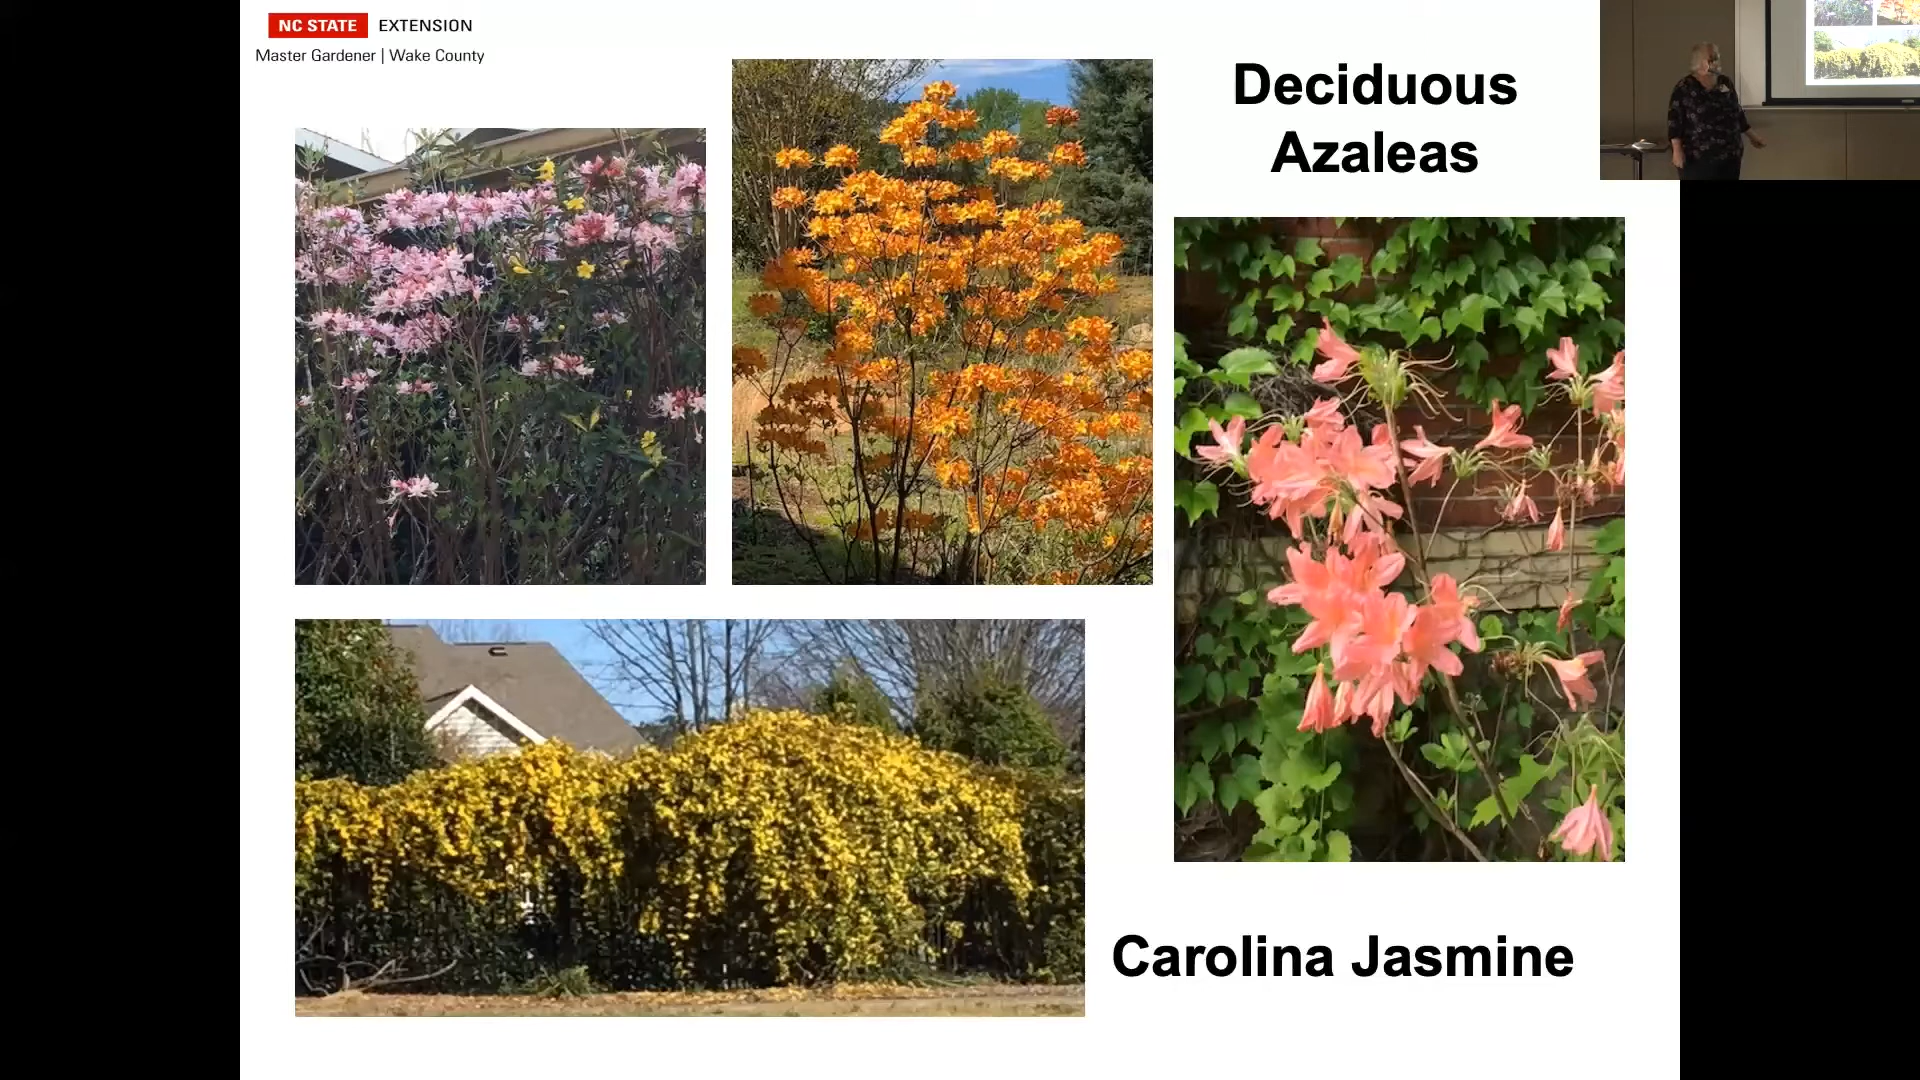 NC STATE EXTENSION
Master Gardener | Wake County
Deciduous
Azaleas
Carolina Jasmine